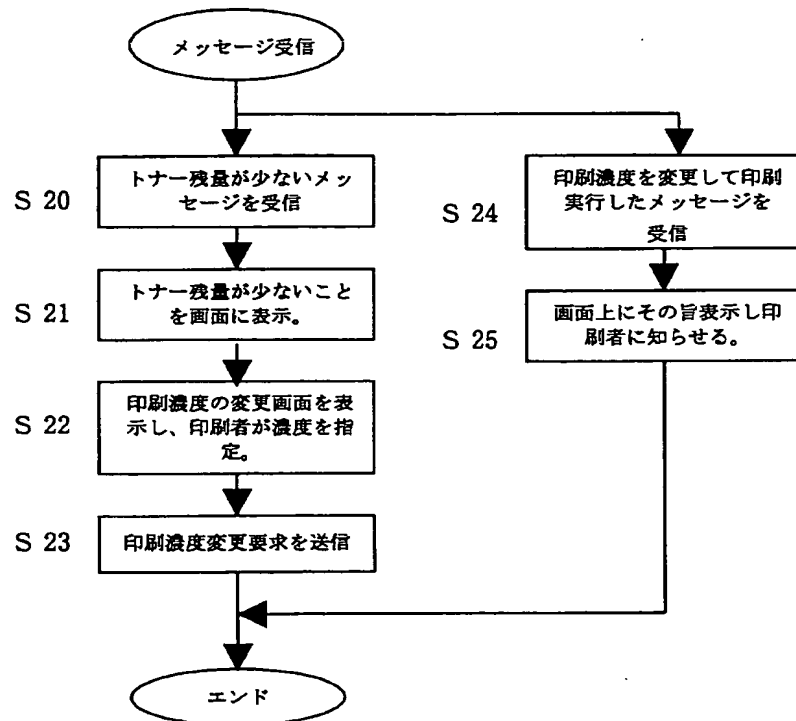 メッセージ受信
S 20
トナー残量が少ないメッ
セージを受信
S 21
トナー残量が少ないこと
を画面に表示。
S 22
印刷濃度の変更画面を表
示し、印刷者が濃度を指
定。
S 23
印刷濃度変更要求を送信
S 24
印刷濃度を変更して印刷
実行したメッセージを
受信
S 25
画面上にその旨表示し印
刷者に知らせる。
エンド